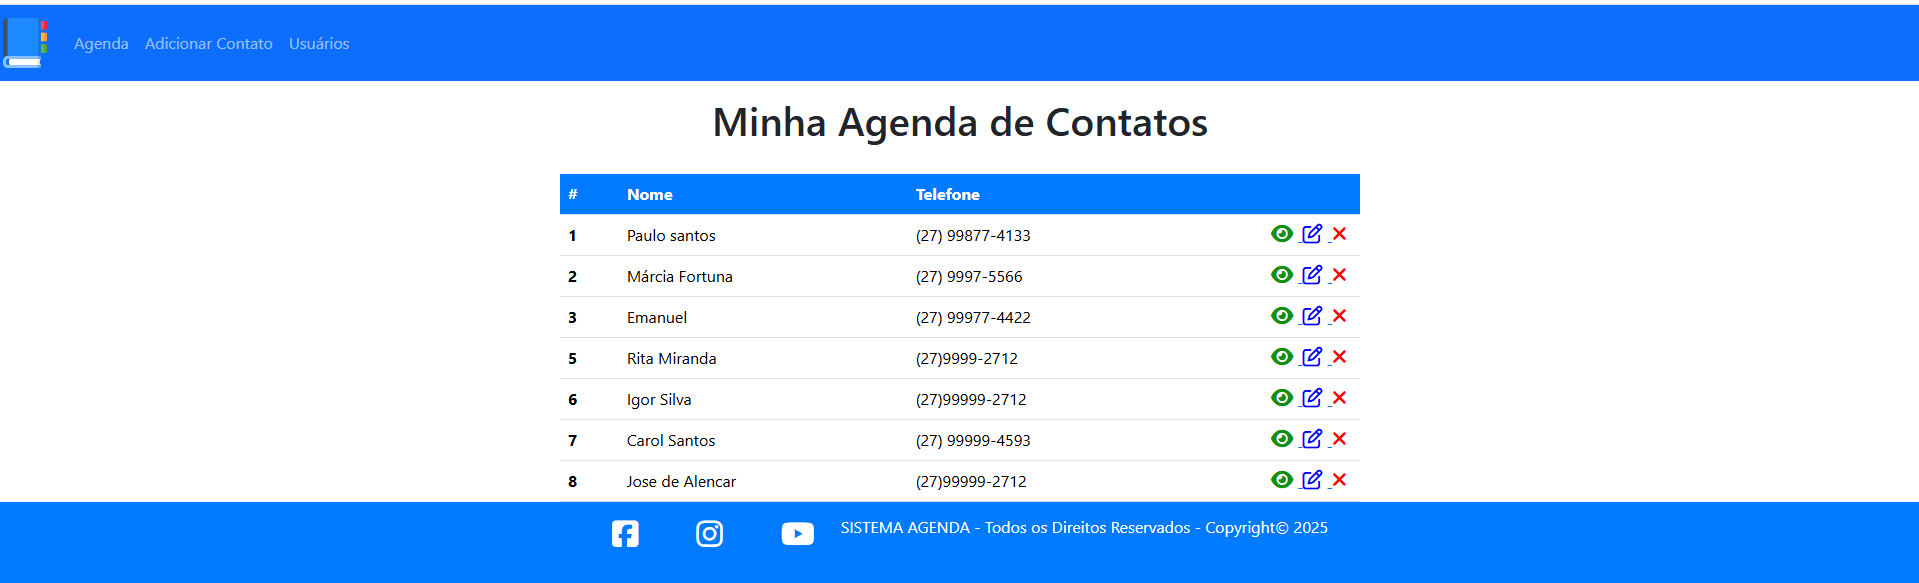 Agenda Adicionar Contato Usuários
Minha Agenda de Contatos
# Nome Telefone
1 Paulo santos (27) 99877-4133
2 Márcia Fortuna (27) 9997-5566
3 Emanuel (27) 99977-4422
5 Rita Miranda (27)9999-2712
6 Igor Silva (27)99999-2712
7 Carol Santos (27) 99999-4593
8 Jose de Alencar (27)99999-2712
SISTEMA AGENDA - Todos os Direitos Reservados - Copyright© 2025